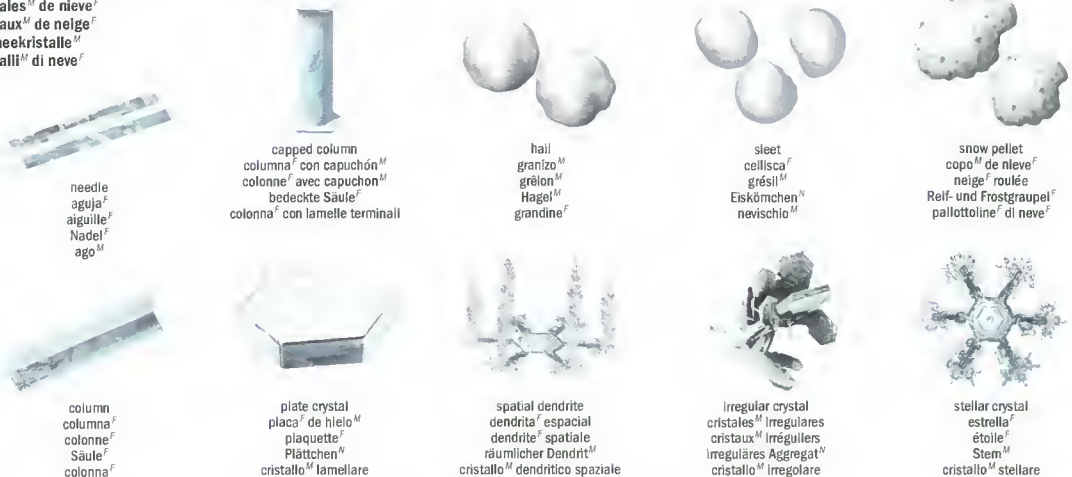 ales^M de nieve^F
aux^M de neige^F
neekristalle^M
alli^M di neve^F
needle
aguja^F
aiguille^F
Nadel^F
ago^M
capped column
columna^F con capuchón^M
colonne^F avec capuchon^M
bedeckte Säule^F
colonna^F con lamelle terminali
hail
granizo^M
grêlon^M
Hagel^M
grandine^F
sleet
cellisca^F
grésil^M
Eiskörnchen^N
nevischio^M
snow pellet
copo^M de nieve^F
neige^F roulée
Reif- und Frostgraupel^F
pallottoline^F di neve^F
column
columna^F
colonne^F
Säule^F
colonna^F
plate crystal
placa^F de hielo^M
plaquette^F
Plättchen^N
cristallo^M lamellare
spatial dendrite
dendrita^F espacial
dendrite^F spatiale
räumlicher Dendrit^M
cristallo^M dendritico spaziale
irregular crystal
cristales^M irregulares
cristaux^M irréguliers
irreguläres Aggregat^N
cristallo^M irregolare
stellar crystal
estrella^F
étoile^F
Stern^M
cristallo^M stellare